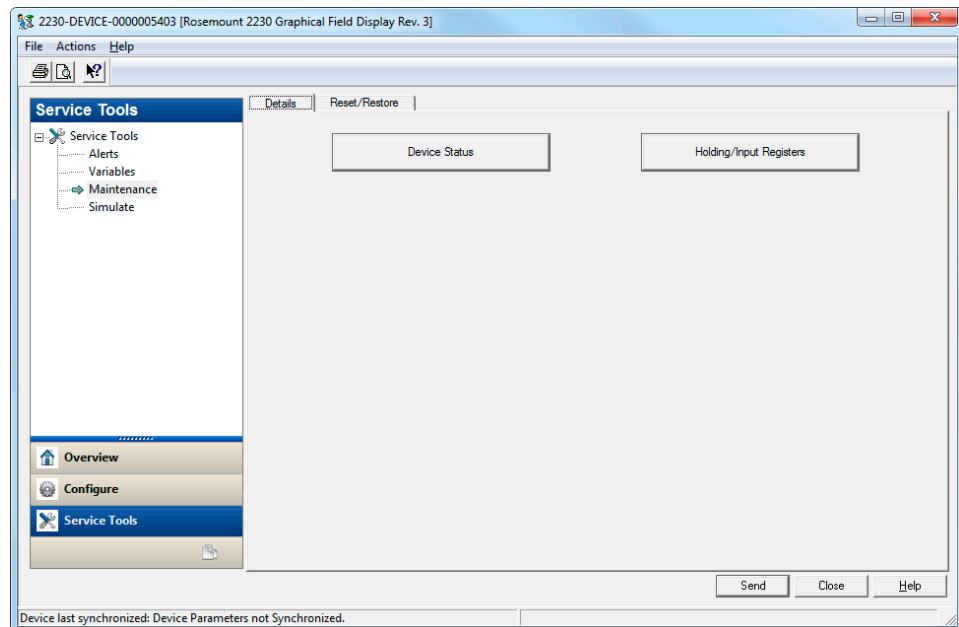 2230-DEVICE-0000005403 [Rosemount 2230 Graphical Field Display Rev. 3]
File Actions Help
Service Tools
Service Tools
Alerts
Variables
Maintenance
Simulate
Overview
Configure
Service Tools
Details Reset/Restore
Device Status Holding/Input Registers
Send Close Help
Device last synchronized: Device Parameters not Synchronized.